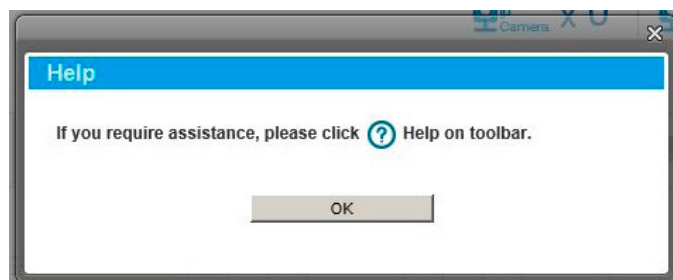 Camera
Help
If you require assistance, please click ? Help on toolbar.
OK